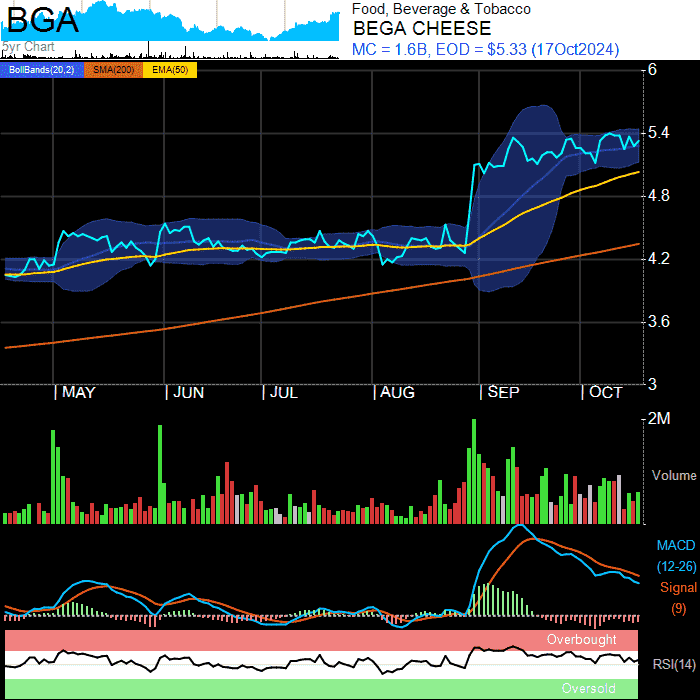 BGA
5yr Chart
Food, Beverage & Tobacco
BEGA CHEESE
MC = 1.6B, EOD = $5.33 (17Oct2024)
BollBands(20,2) SMA(200) EMA(50)
6
5.4
4.8
4.2
3.6
3
MAY JUN JUL AUG SEP OCT
2M
Volume
MACD
(12-26)
Signal
(9)
Overbought
RSI(14)
Oversold